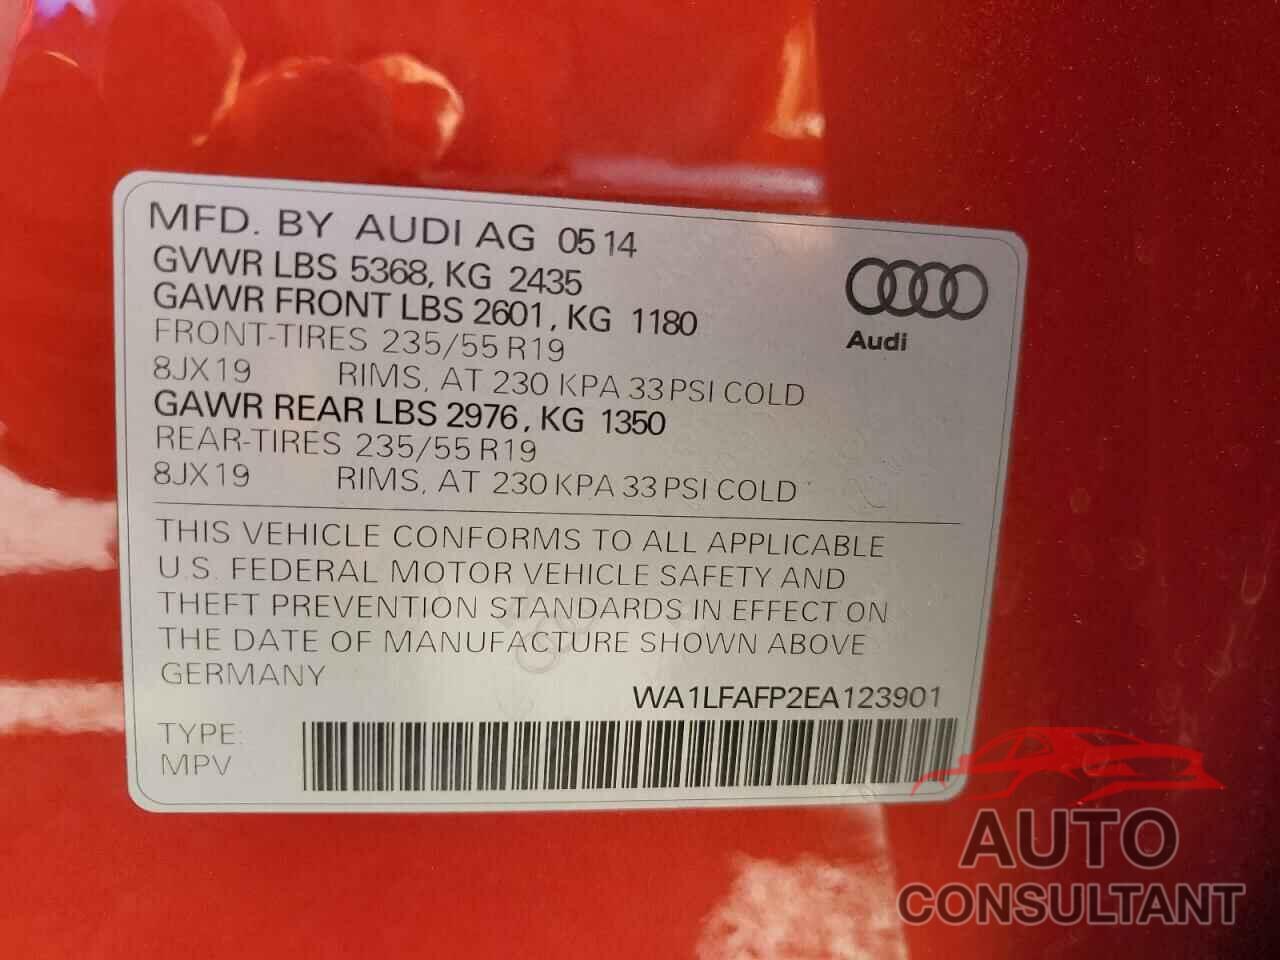 MFD. BY AUDI AG 0514
GVWR LBS 5368, KG 2435
GAWR FRONT LBS 2601, KG 1180
FRONT-TIRES 235/55 R19
8JX19 RIMS, AT 230 KPA 33 PSI COLD
GAWR REAR LBS 2976, KG 1350
REAR-TIRES 235/55 R19
8JX19 RIMS, AT 230 KPA 33 PSI COLD
Audi
THIS VEHICLE CONFORMS TO ALL APPLICABLE
U.S. FEDERAL MOTOR VEHICLE SAFETY AND
THEFT PREVENTION STANDARDS IN EFFECT ON
THE DATE OF MANUFACTURE SHOWN ABOVE
GERMANY
WA1LFAFP2EA123901
TYPE:
MPV
AUTO
CONSULTANT